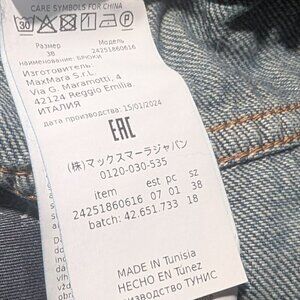 CARE SYMBOLS FOR CHINA
30
Размер Модель
38 24251860616
наименование: БРЮКИ
Изготовитель:
MaxMara S.r.l.
Via G. Maramotti, 4
42124 Reggio Emilia.
ИТАЛИЯ
дата производства: 15/01/2024
EAC
(株)マックスマーラジャパン
0120-030-535
item est pc sz
24251860616 07 01 38
batch: 42.651.733 18
MADE IN Tunisia
HECHO EN Túnez
ПРОИЗВОДСТВО ТУНИС